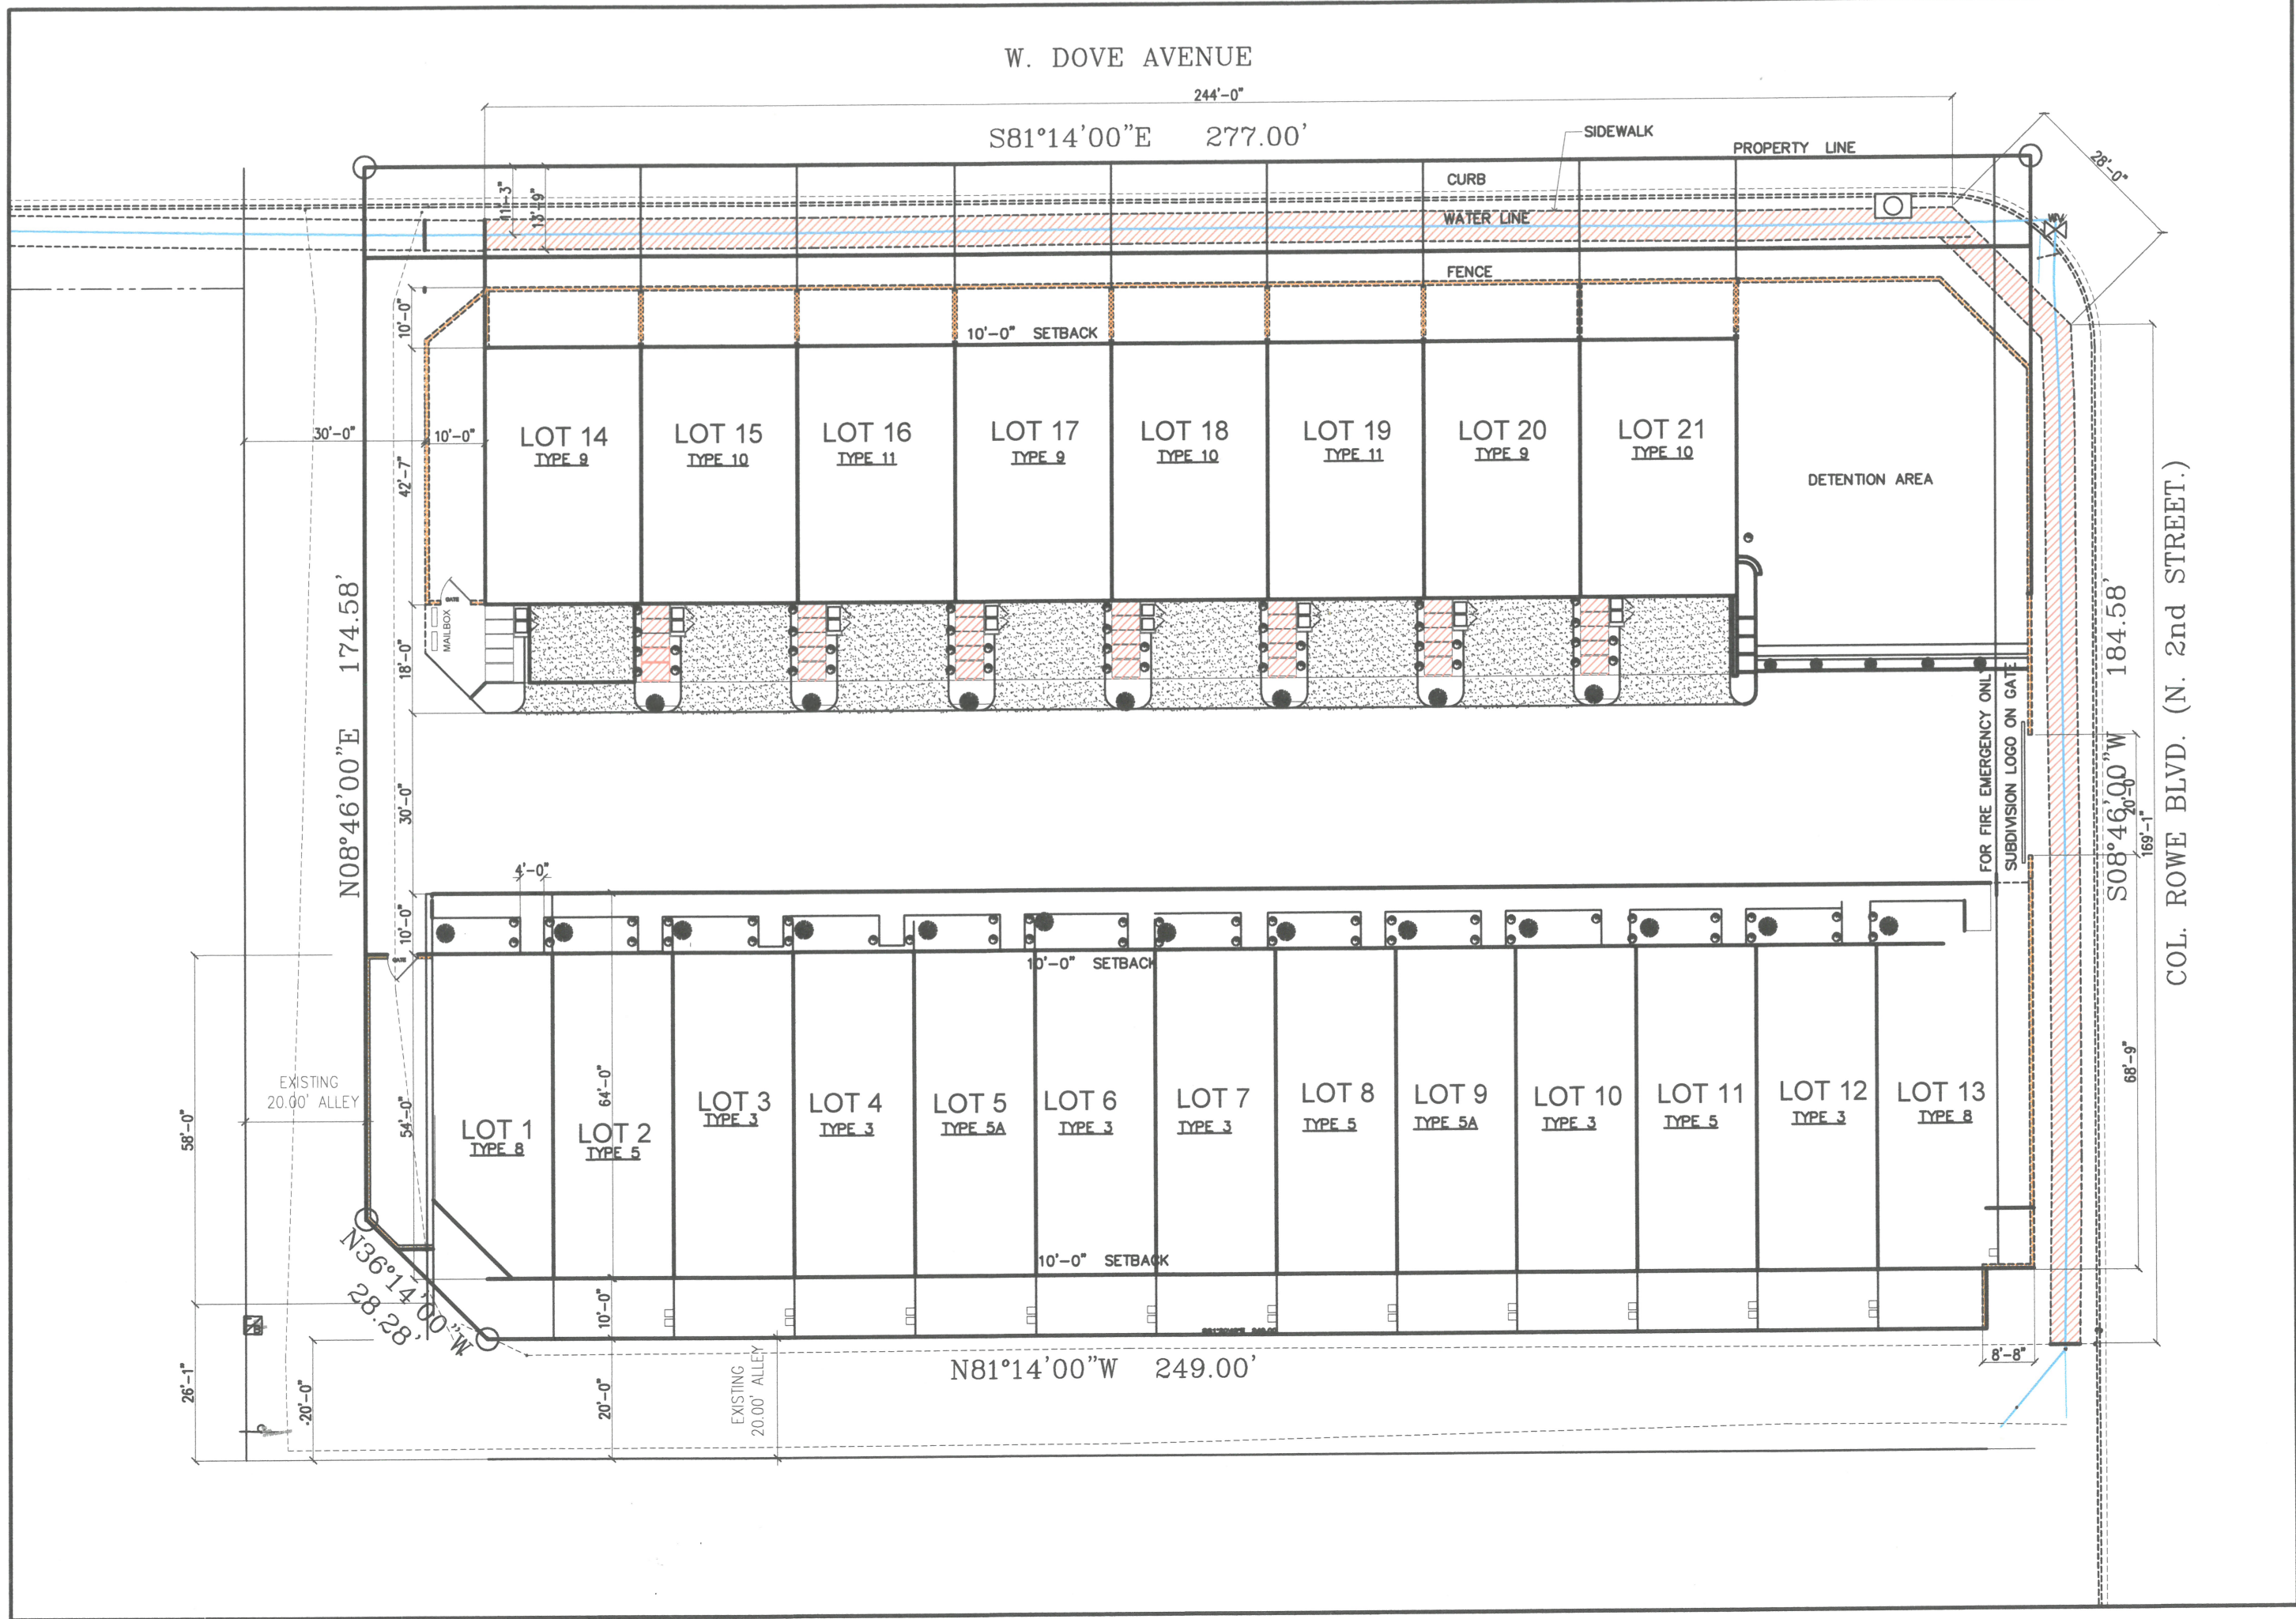 W. DOVE AVENUE
244'-0"
S81°14'00"E 277.00'
SIDEWALK
PROPERTY LINE
28'-0"
CURB
11'-3"
13'-9"
WATER LINE
WV
FENCE
10'-0"
10'-0" SETBACK
30'-0"
10'-0"
42'-7"
LOT 14
TYPE 9
LOT 15
TYPE 10
LOT 16
TYPE 11
LOT 17
TYPE 9
LOT 18
TYPE 10
LOT 19
TYPE 11
LOT 20
TYPE 9
LOT 21
TYPE 10
DETENTION AREA
N08°46'00"E 174.58'
GATE
MAILBOX
18'-0"
30'-0"
FOR FIRE EMERGENCY ONLY
SUBDIVISION LOGO ON GATE
S08°46'00"W 184.58'
20'-0
169'-1"
COL. ROWE BLVD. (N. 2nd STREET.)
4'-0"
10'-0"
GATE
10'-0" SETBACK
EXISTING
20.00' ALLEY
58'-0"
54'-0"
64'-0"
LOT 1
TYPE 8
LOT 2
TYPE 5
LOT 3
TYPE 3
LOT 4
TYPE 3
LOT 5
TYPE 5A
LOT 6
TYPE 3
LOT 7
TYPE 3
LOT 8
TYPE 5
LOT 9
TYPE 5A
LOT 10
TYPE 3
LOT 11
TYPE 5
LOT 12
TYPE 3
LOT 13
TYPE 8
68'-9"
10'-0" SETBACK
N36°14'00"W
28.28'
10'-0"
26'-1"
20'-0"
20'-0"
EXISTING
20.00' ALLEY
N81°14'00"W 249.00'
8'-8"